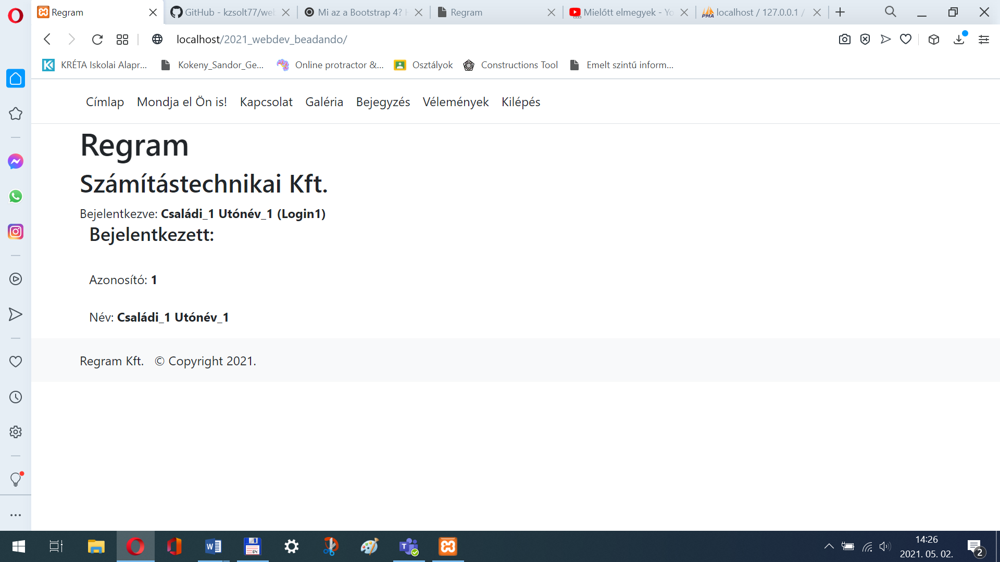 Regram
GitHub - kzsolt77/web
Mi az a Bootstrap 4?
Regram
Mielőtt elmegyek - Yo
localhost / 127.0.0.1 /
localhost/2021_webdev_beadando/
KRÉTA Iskolai Alapr...
Kokeny_Sandor_Ge...
Online protractor &...
Osztályok
Constructions Tool
Emelt szintű inform...
Címlap Mondja el Ön is! Kapcsolat Galéria Bejegyzés Vélemények Kilépés
Regram
Számítástechnikai Kft.
Bejelentkezve: Családi_1 Utónév_1 (Login1)
Bejelentkezett:
Azonosító: 1
Név: Családi_1 Utónév_1
Regram Kft. © Copyright 2021.
14:26
2021. 05. 02.
2